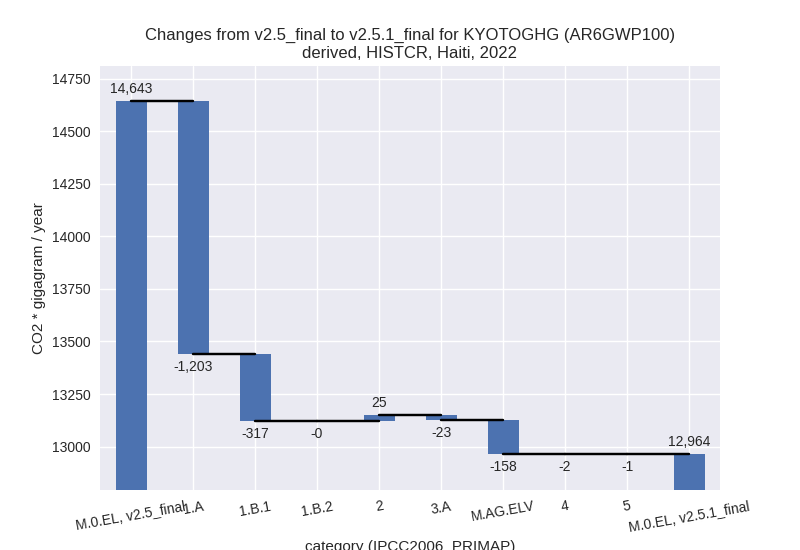 Changes from v2.5_final to v2.5.1_final for KYOTOGHG (AR6GWP100)
derived, HISTCR, Haiti, 2022
CO2 * gigagram / year
14750
14500
14250
14000
13750
13500
13250
13000
14,643
-1,203
-317
-0
25
-23
-158
-2
-1
12,964
M.0.EL, v2.5_final
1.A
1.B.1
1.B.2
2
3.A
M.AG.ELV
4
5
M.0.EL, v2.5.1_final
category (IPCC2006_PRIMAP)